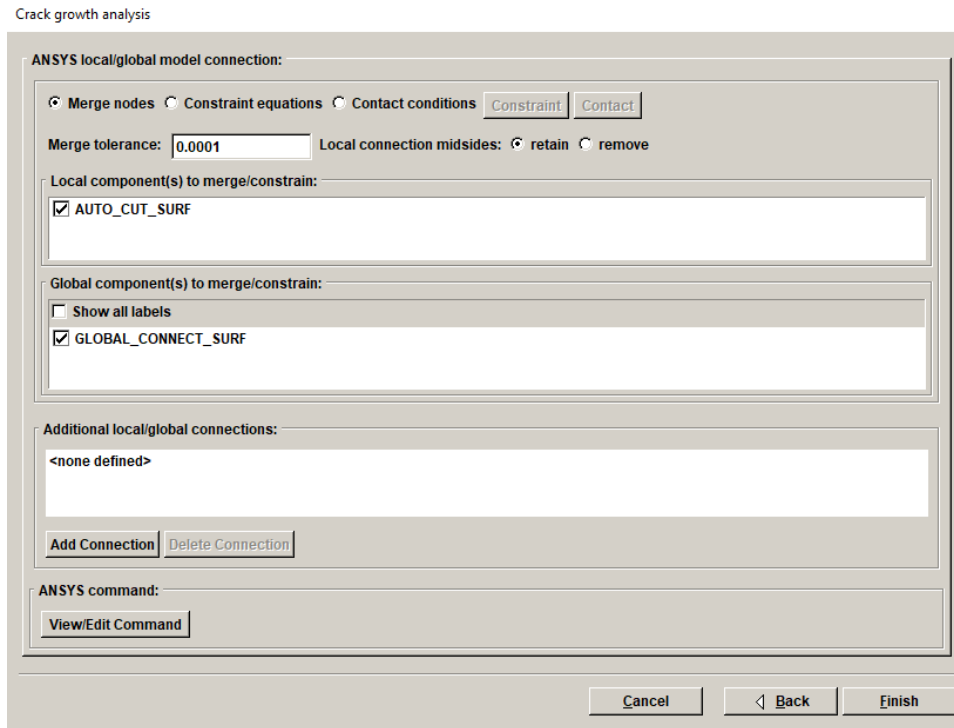 Crack growth analysis
ANSYS local/global model connection:
Merge nodes Constraint equations Contact conditions Constraint Contact
Merge tolerance: 0.0001 Local connection midsides: retain remove
Local component(s) to merge/constrain:
AUTO_CUT_SURF
Global component(s) to merge/constrain:
Show all labels
GLOBAL_CONNECT_SURF
Additional local/global connections:
<none defined>
Add Connection Delete Connection
ANSYS command:
View/Edit Command
Cancel Back Finish